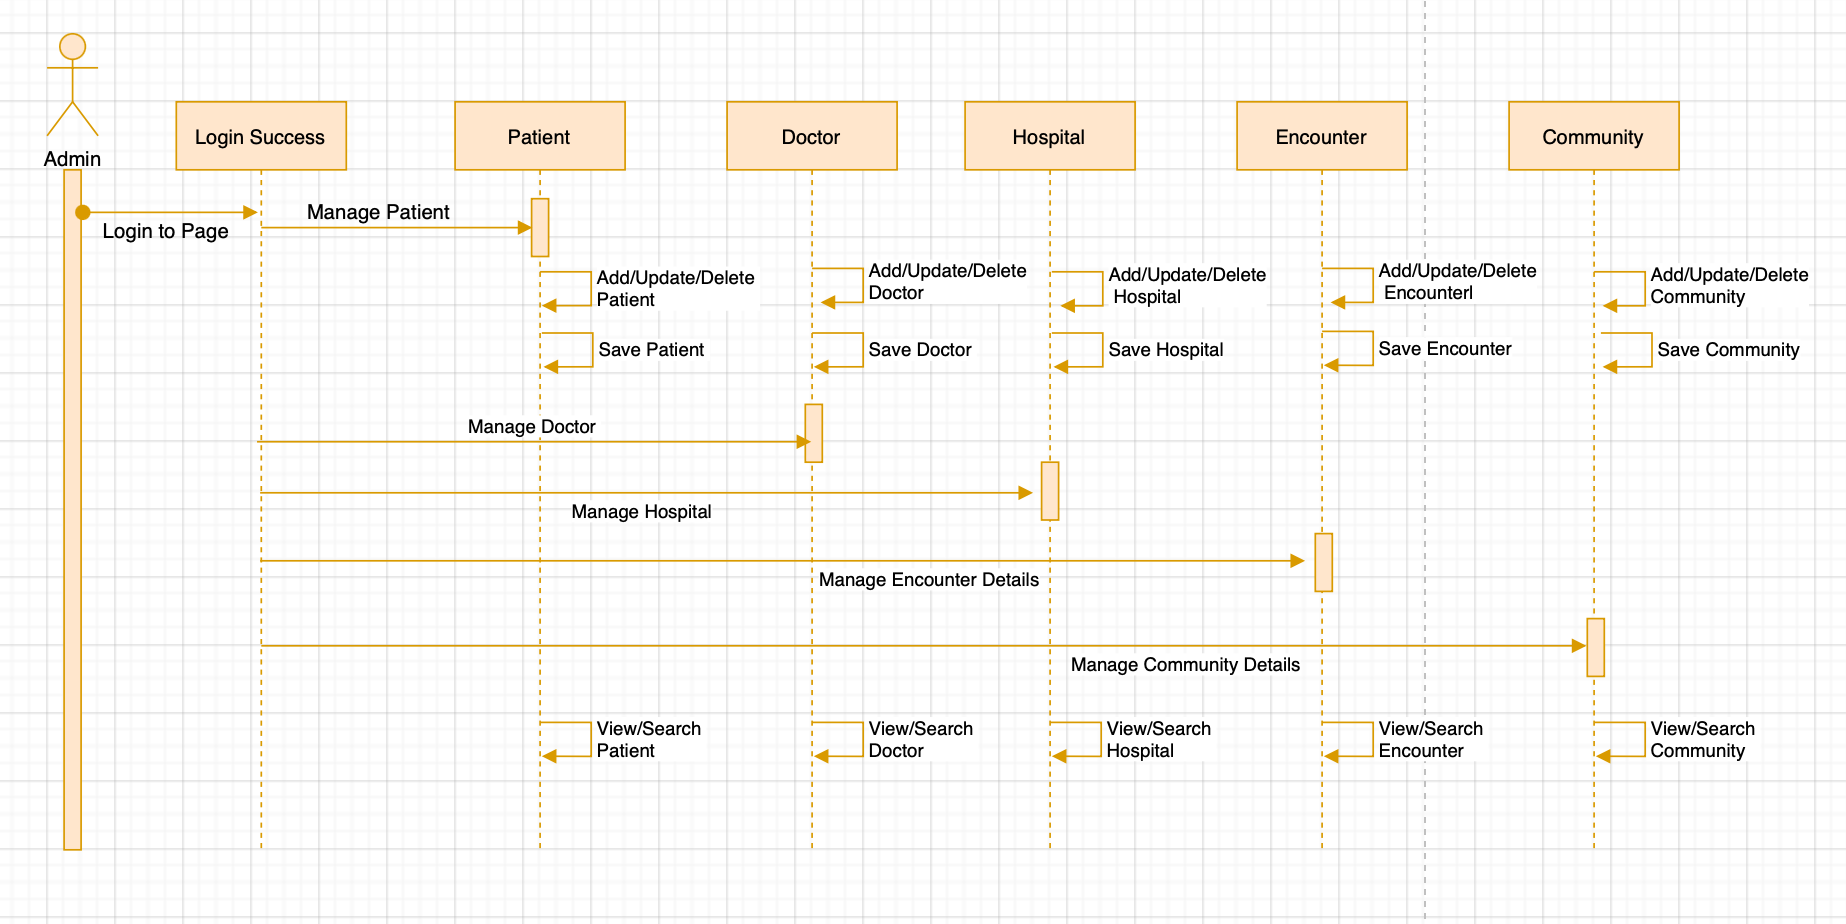 Admin
Login Success
Patient
Doctor
Hospital
Encounter
Community
Login to Page
Manage Patient
Add/Update/Delete
Patient
Add/Update/Delete
Doctor
Add/Update/Delete
Hospital
Add/Update/Delete
Encounterl
Add/Update/Delete
Community
Save Patient
Save Doctor
Save Hospital
Save Encounter
Save Community
Manage Doctor
Manage Hospital
Manage Encounter Details
Manage Community Details
View/Search
Patient
View/Search
Doctor
View/Search
Hospital
View/Search
Encounter
View/Search
Community